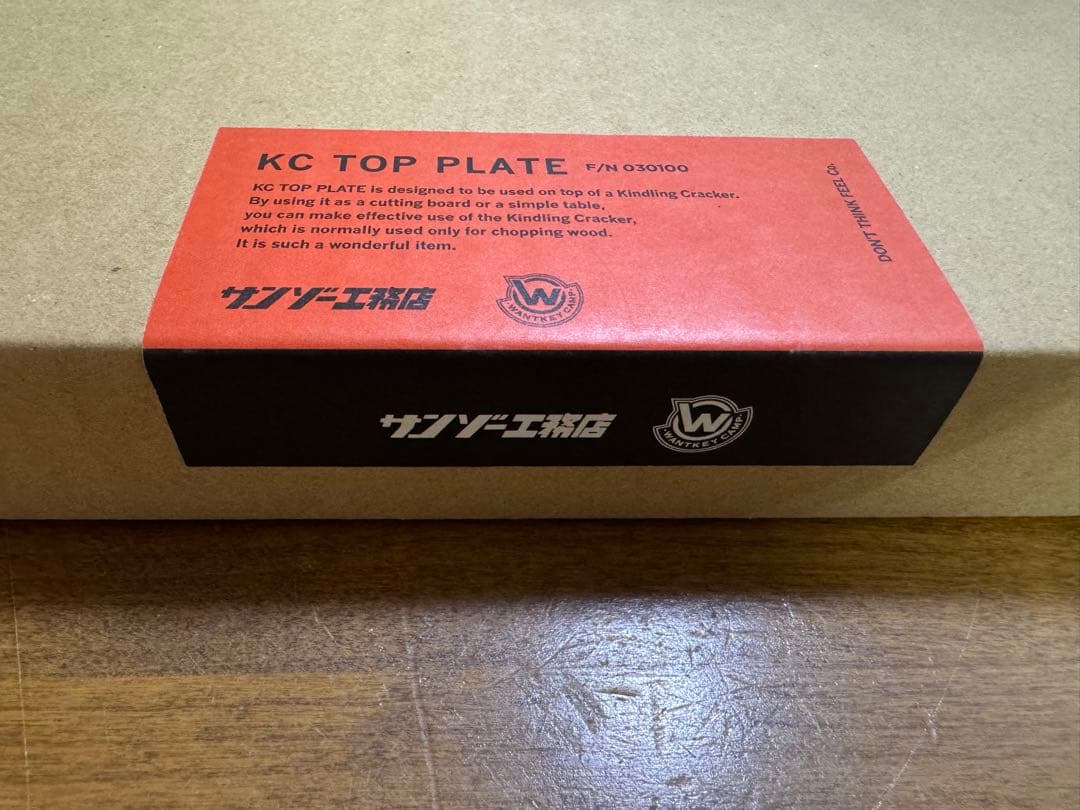 KC TOP PLATE F/N 030100
KC TOP PLATE is designed to be used on top of a Kindling Cracker.
By using it as a cutting board or a simple table,
you can make effective use of the Kindling Cracker,
which is normally used only for chopping wood.
It is such a wonderful item.
DON'T THINK FEEL CO.
サンゾー工務店
W
·WANTKEY CAMP·
サンゾー工務店
W
·WANTKEY CAMP·